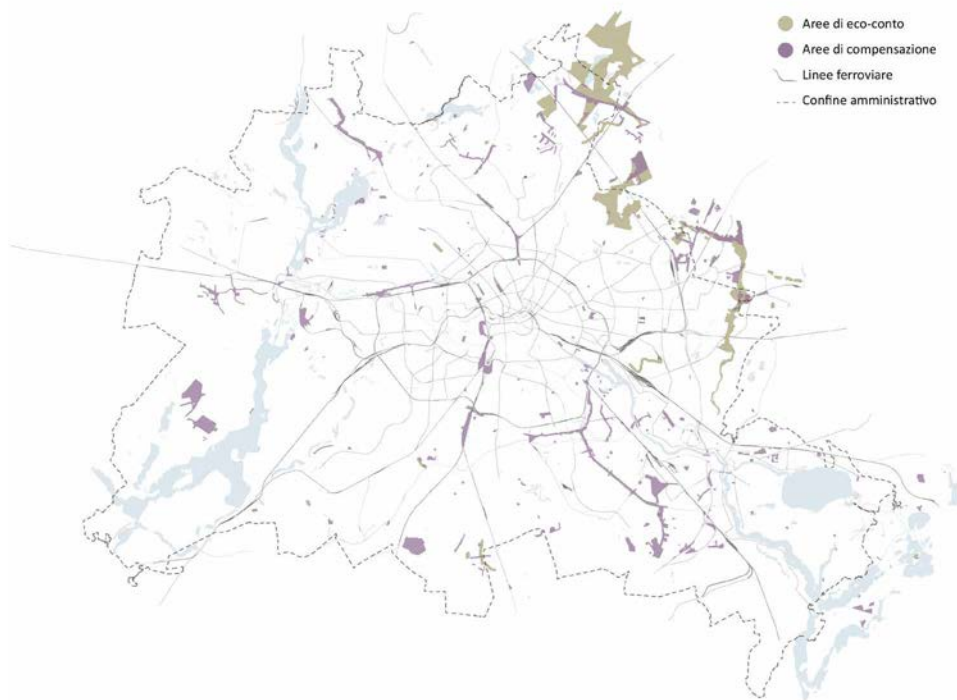 Aree di eco-conto
Aree di compensazione
Linee ferroviare
Confine amministrativo